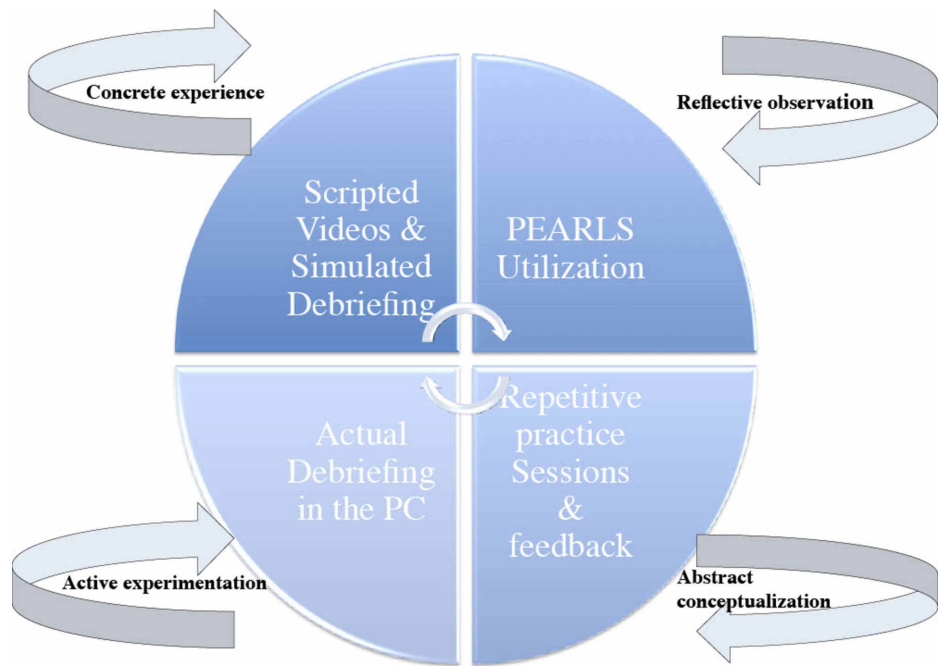 Concrete experience
Reflective observation
Scripted
Videos &
Simulated
Debriefing
PEARLS
Utilization
Actual
Debriefing
in the PC
Repetitive
practice
Sessions
&
feedback
Active experimentation
Abstract
conceptualization